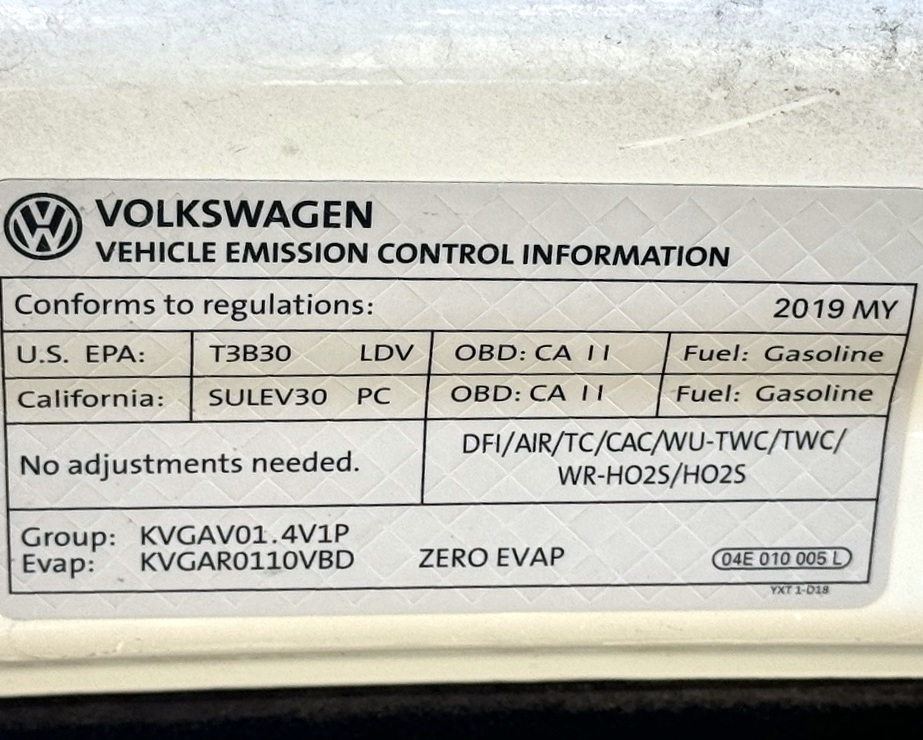 VOLKSWAGEN
VEHICLE EMISSION CONTROL INFORMATION
Conforms to regulations: 2019 MY
U.S. EPA: T3B30 LDV OBD: CA II Fuel: Gasoline
California: SULEV30 PC OBD: CA II Fuel: Gasoline
No adjustments needed.
DFI/AIR/TC/CAC/WU-TWC/TWC/
WR-HO2S/HO2S
Group: KVGAV01.4V1P
Evap: KVGAR0110VBD ZERO EVAP 04E 010 005 L
YXT 1-D18